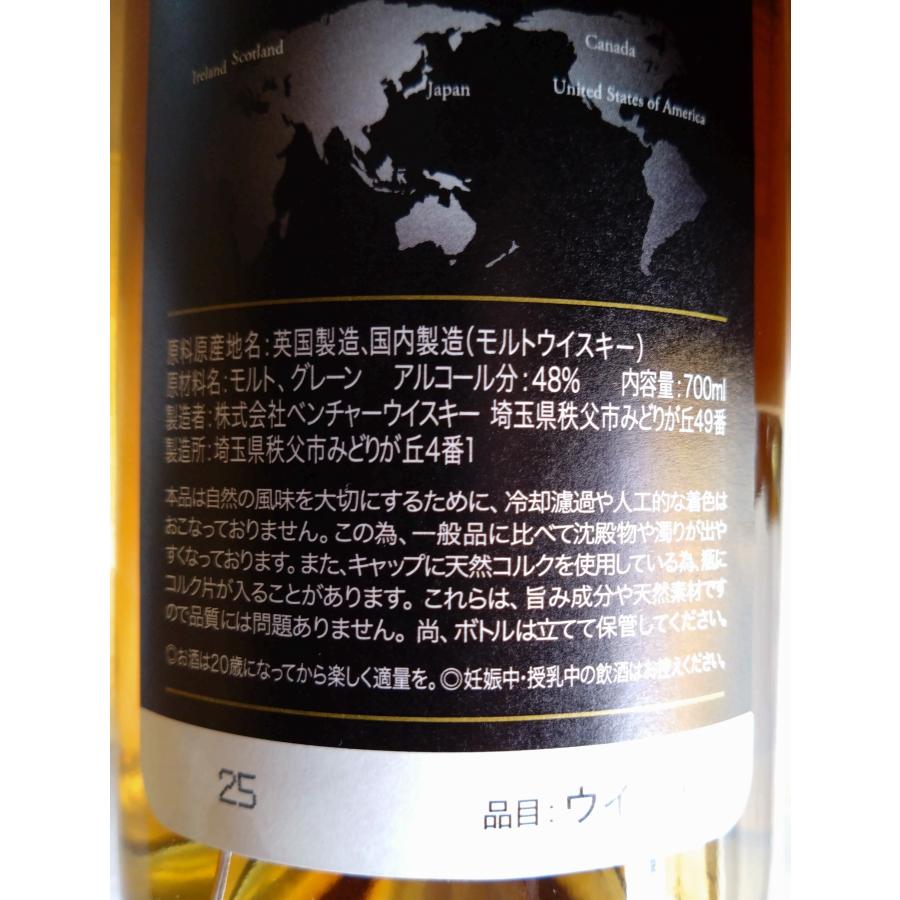 Ireland Scotland
Canada
Japan
United States of America
原料原産地名:英国製造、国内製造(モルトウイスキー)
原材料名:モルト、グレーン アルコール分:48% 内容量:700ml
製造者:株式会社ベンチャーウイスキー 埼玉県秩父市みどりが丘49番
製造所:埼玉県秩父市みどりが丘4番1
本品は自然の風味を大切にするために、冷却濾過や人工的な着色は
おこなっておりません。この為、一般品に比べて沈殿物や濁りが出や
すくなっております。また、キャップに天然コルクを使用している為、瓶に
コルク片が入ることがあります。これらは、旨み成分や天然素材です
ので品質には問題ありません。尚、ボトルは立てて保管してください。
◎お酒は20歳になってから楽しく適量を。◎妊娠中・授乳中の飲酒はお控えください。
25
品目:ウイ